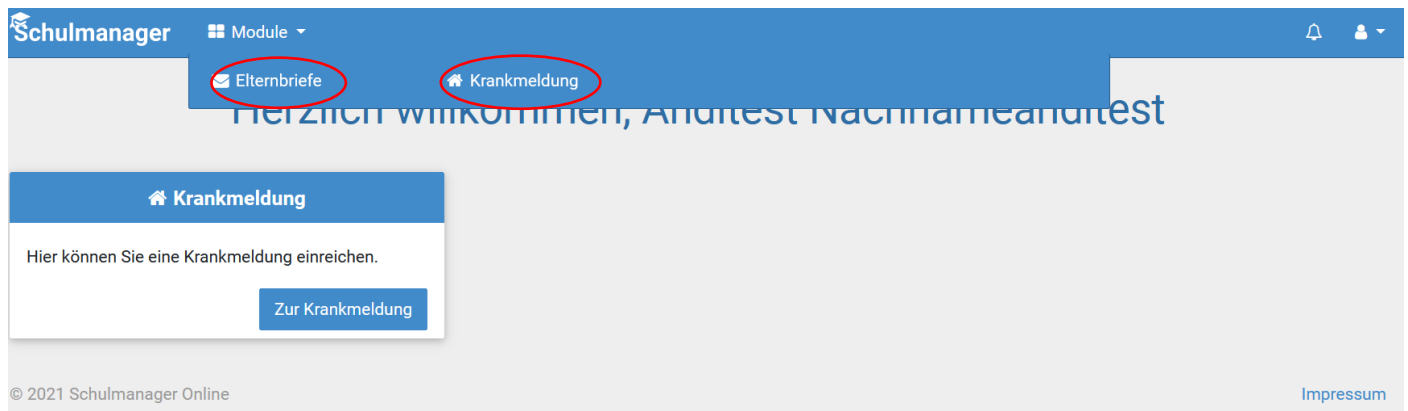 Schulmanager Module
Elternbriefe Krankmeldung
Herzlich willkommen, Anditest Nachnameanditest
Krankmeldung
Hier können Sie eine Krankmeldung einreichen.
Zur Krankmeldung
© 2021 Schulmanager Online Impressum